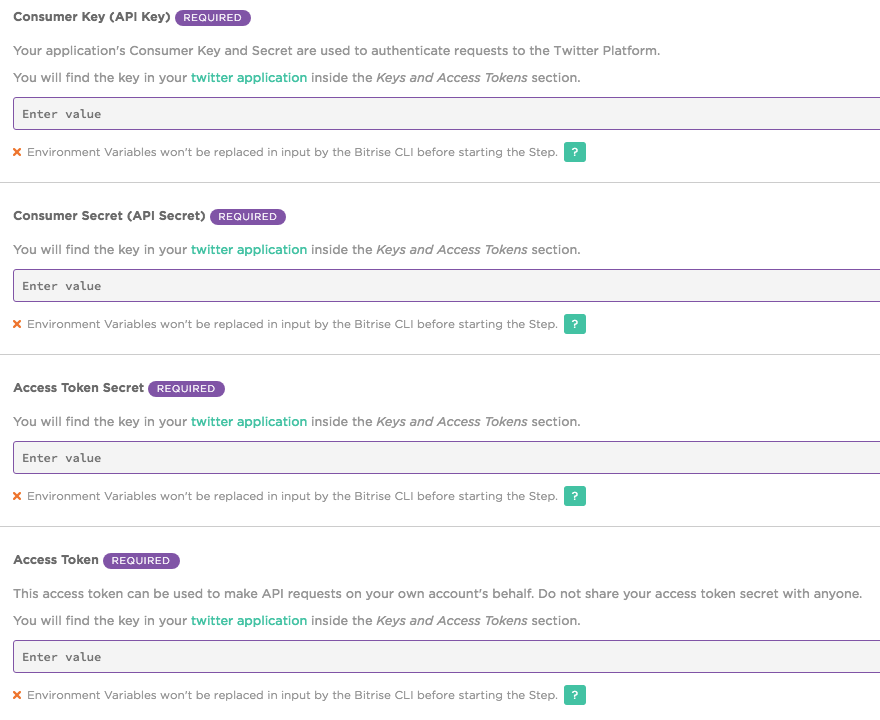 Consumer Key (API Key) REQUIRED
Your application's Consumer Key and Secret are used to authenticate requests to the Twitter Platform.
You will find the key in your twitter application inside the Keys and Access Tokens section.
Enter value
Environment Variables won't be replaced in input by the Bitrise CLI before starting the Step. ?
Consumer Secret (API Secret) REQUIRED
You will find the key in your twitter application inside the Keys and Access Tokens section.
Enter value
Environment Variables won't be replaced in input by the Bitrise CLI before starting the Step. ?
Access Token Secret REQUIRED
You will find the key in your twitter application inside the Keys and Access Tokens section.
Enter value
Environment Variables won't be replaced in input by the Bitrise CLI before starting the Step. ?
Access Token REQUIRED
This access token can be used to make API requests on your own account's behalf. Do not share your access token secret with anyone.
You will find the key in your twitter application inside the Keys and Access Tokens section.
Enter value
Environment Variables won't be replaced in input by the Bitrise CLI before starting the Step. ?